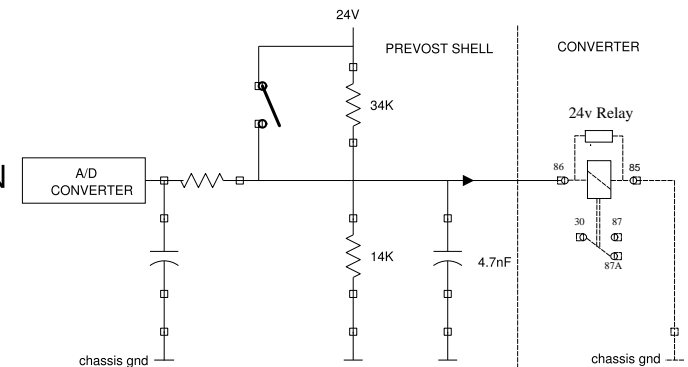 24V
PREVOST SHELL
CONVERTER
34K
24v Relay
A/D
CONVERTER
86
85
30
87
87A
14K
4.7nF
chassis gnd
chassis gnd